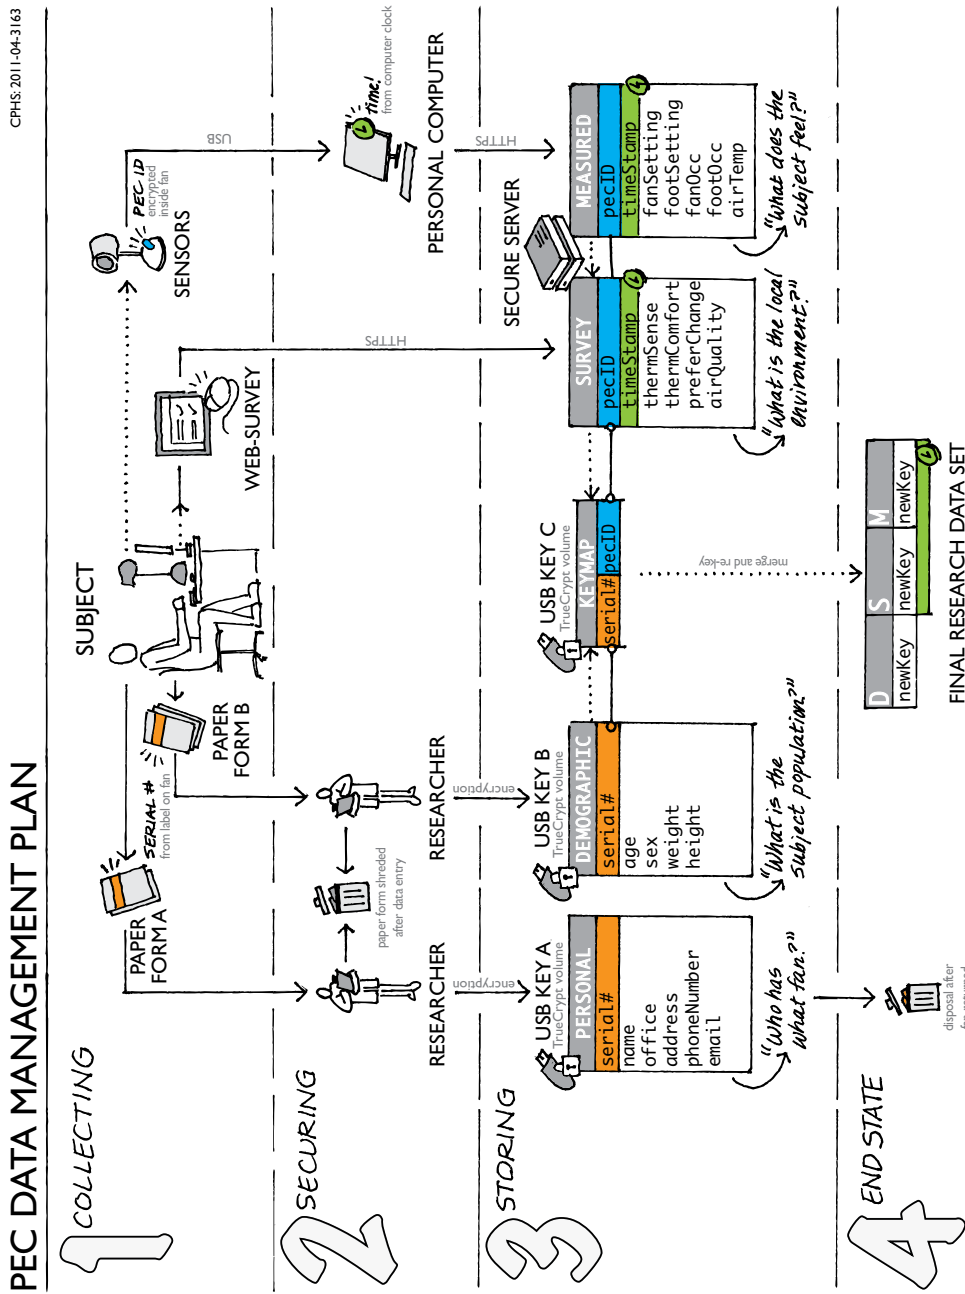 PEC DATA MANAGEMENT PLAN
CPHS: 2011-04-3163
1 COLLECTING
SUBJECT
PAPER
FORM A
SERIAL #
from label on fan
PAPER
FORM B
WEB-SURVEY
SENSORS
PEC ID
encrypted
inside fan
USB
2 SECURING
RESEARCHER
paper form shredded
after data entry
RESEARCHER
HTTPS
time!
from computer clock
PERSONAL COMPUTER
3 STORING
encryption
encryption
HTTPS
USB KEY A
TrueCrypt volume
PERSONAL
serial#
name
office
address
phoneNumber
email
"Who has
what fan?"
USB KEY B
TrueCrypt volume
DEMOGRAPHIC
serial#
age
sex
weight
height
"What is the
subject population?"
USB KEY C
TrueCrypt volume
KEYMAP
serial#
pecID
SECURE SERVER
SURVEY
pecID
timeStamp
thermSense
thermComfort
preferChange
airQuality
"What is the local
environment?"
MEASURED
pecID
timeStamp
fanSetting
footSetting
fanOcc
footOcc
airTemp
"What does the
subject feel?"
merge and re-key
4 END STATE
disposal after
D S M
newKey newKey newKey
FINAL RESEARCH DATA SET